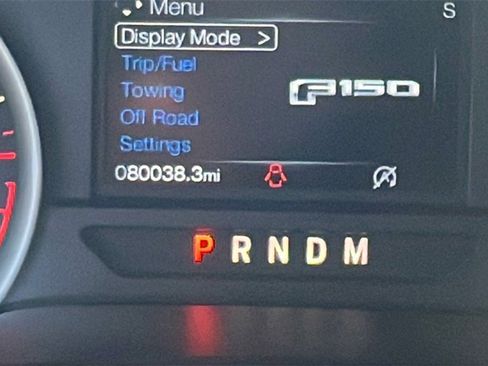 Menu
S
Display Mode >
Trip/Fuel
Towing
F150
Off Road
Settings
080038.3mi
P R N D M